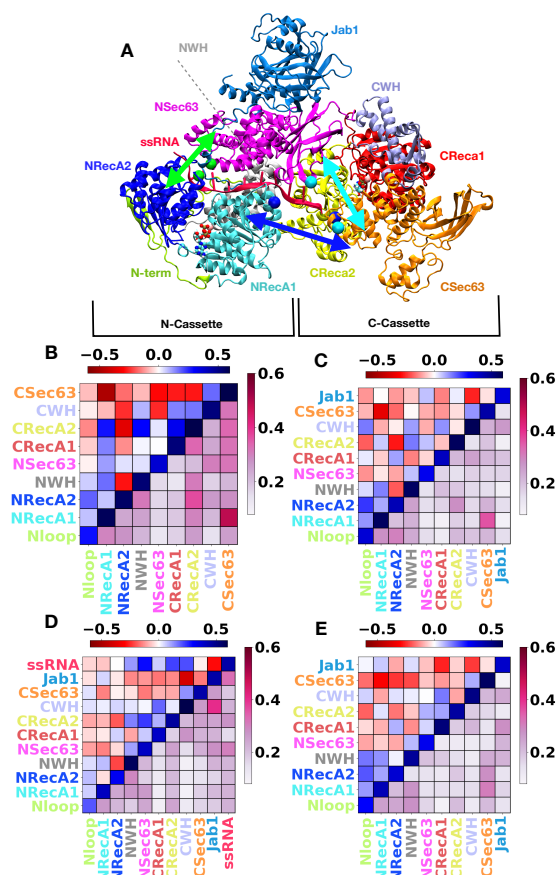 A
Jab1
NWH
CWH
NSec63
ssRNA
CReca1
NRecA2
N-term
NRecA1
CReca2
CSec63
N-Cassette
C-Cassette
B
−0.5 0.0 0.5
CSec63
CWH
CRecA2
CRecA1
NSec63
NWH
NRecA2
NRecA1
Nloop
0.6
0.4
0.2
Nloop
NRecA1
NRecA2
NWH
NSec63
CRecA1
CRecA2
CWH
CSec63
C
−0.5 0.0 0.5
Jab1
CSec63
CWH
CRecA2
CRecA1
NSec63
NWH
NRecA2
NRecA1
Nloop
0.6
0.4
0.2
Nloop
NRecA1
NRecA2
NWH
NSec63
CRecA1
CRecA2
CWH
CSec63
Jab1
D
−0.5 0.0 0.5
ssRNA
Jab1
CSec63
CWH
CRecA2
CRecA1
NSec63
NWH
NRecA2
NRecA1
Nloop
0.6
0.4
0.2
Nloop
NRecA1
NRecA2
NWH
NSec63
CRecA1
CRecA2
CWH
CSec63
Jab1
ssRNA
E
−0.5 0.0 0.5
Jab1
CSec63
CWH
CRecA2
CRecA1
NSec63
NWH
NRecA2
NRecA1
Nloop
0.6
0.4
0.2
Nloop
NRecA1
NRecA2
NWH
NSec63
CRecA1
CRecA2
CWH
CSec63
Jab1